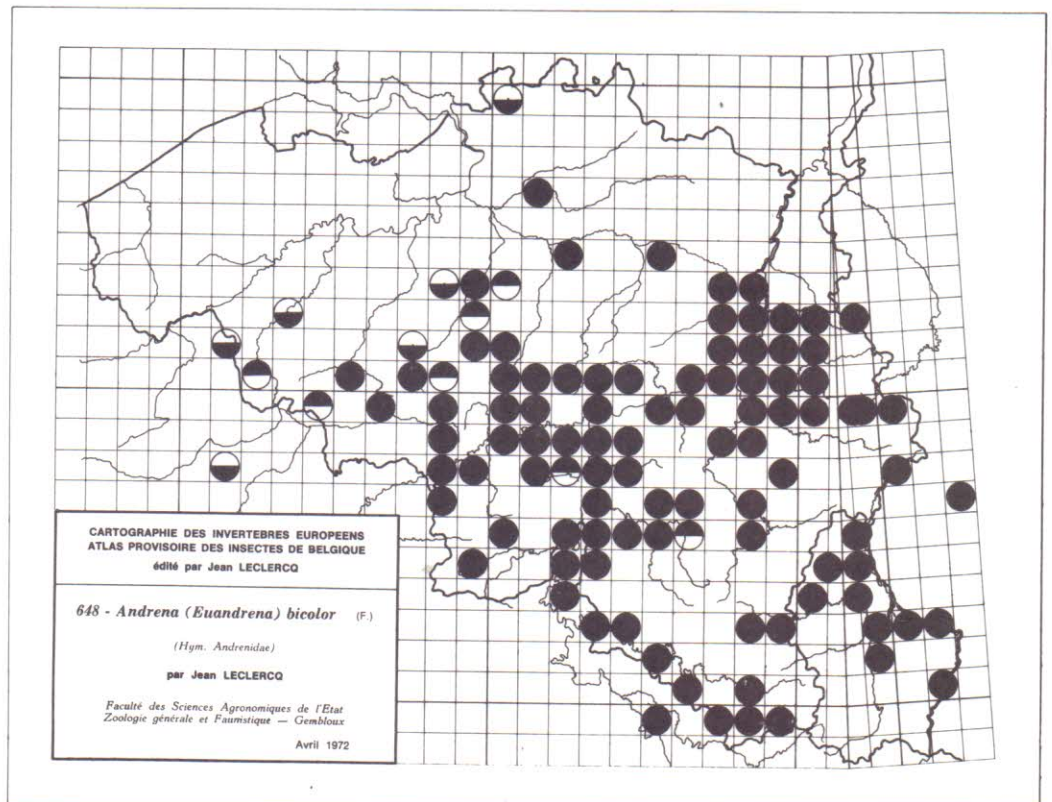 CARTOGRAPHIE DES INVERTEBRES EUROPEENS
ATLAS PROVISOIRE DES INSECTES DE BELGIQUE
édité par Jean LECLERCQ
648 - Andrena (Euandrena) bicolor (F.)
(Hym. Andrenidae)
par Jean LECLERCQ
Faculté des Sciences Agronomiques de l'Etat
Zoologie générale et Faunistique — Gembloux
Avril 1972